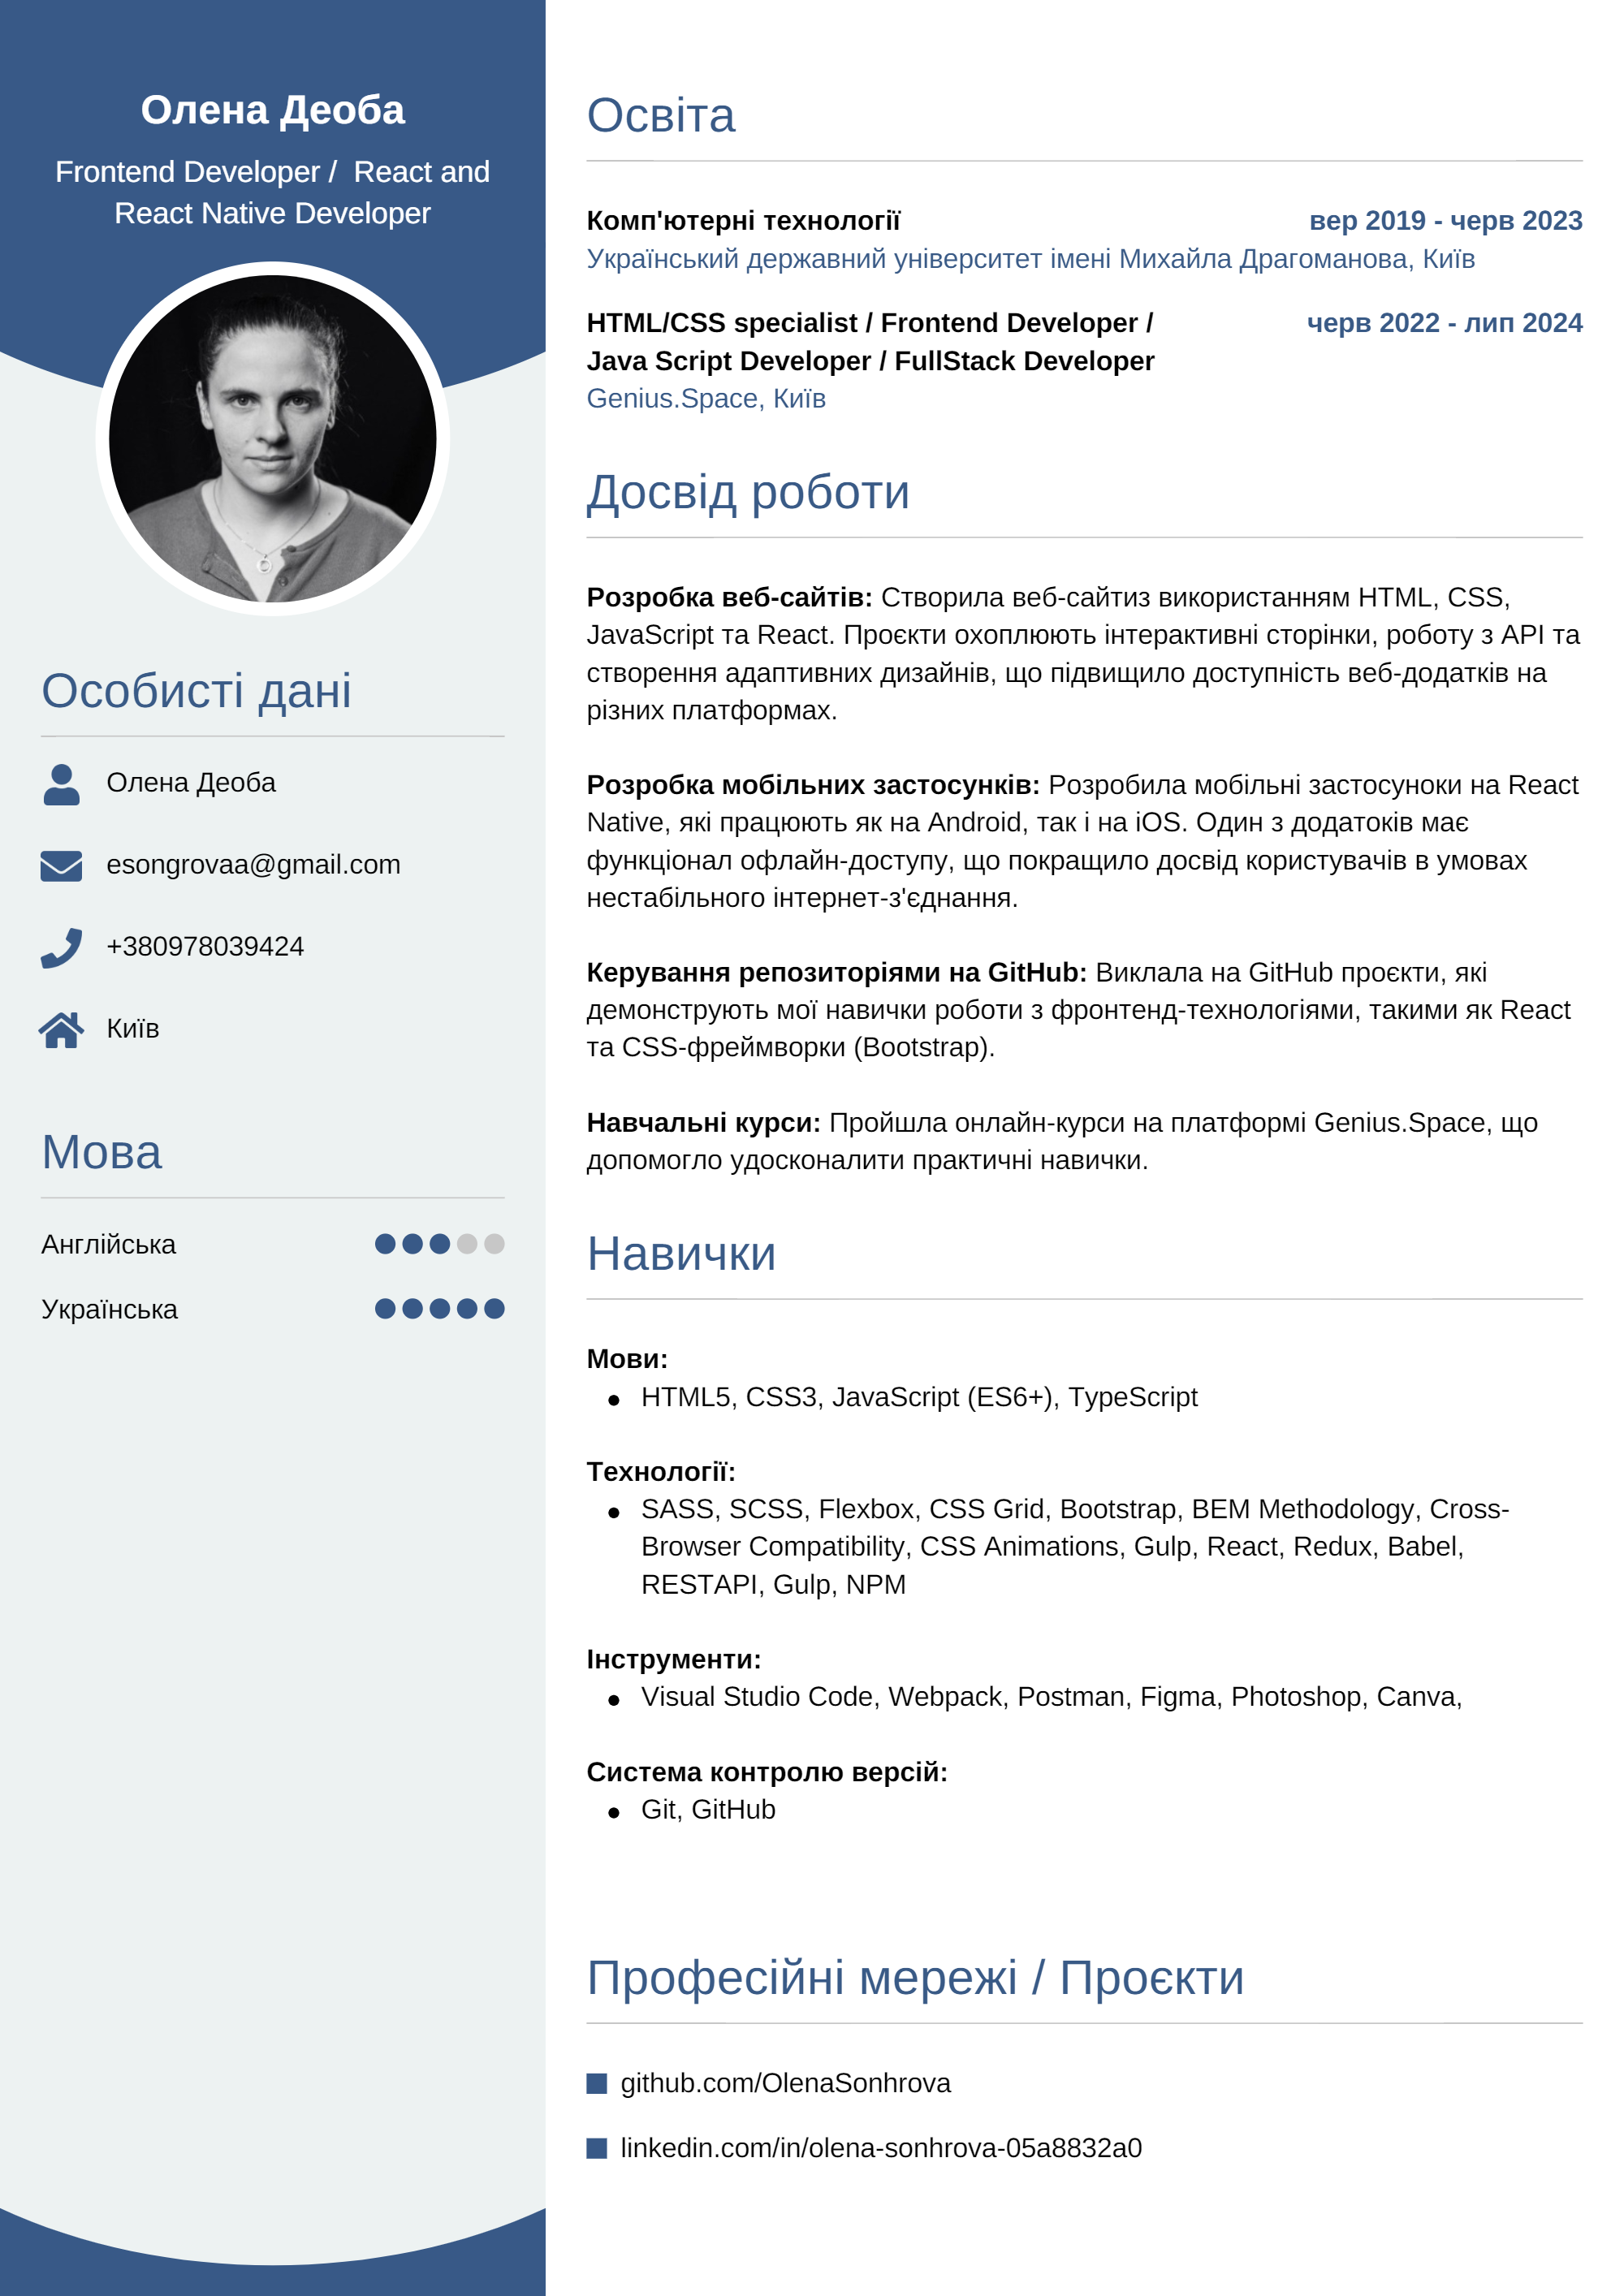 Олена Деоба
Frontend Developer /  React and
React Native Developer
Особисті дані
Олена Деоба
esongrovaa@gmail.com
+380978039424
Київ
Мова
Англійська
Українська
Освіта
Комп'ютерні технології вер 2019 - черв 2023
Український державний університет імені Михайла Драгоманова, Київ
HTML/CSS specialist / Frontend Developer / черв 2022 - лип 2024
Java Script Developer / FullStack Developer
Genius.Space, Київ
Досвід роботи
Розробка веб-сайтів: Створила веб-сайтиз використанням HTML, CSS,
JavaScript та React. Проєкти охоплюють інтерактивні сторінки, роботу з API та
створення адаптивних дизайнів, що підвищило доступність веб-додатків на
різних платформах.
Розробка мобільних застосунків: Розробила мобільні застосуноки на React
Native, які працюють як на Android, так і на iOS. Один з додатоків має
функціонал офлайн-доступу, що покращило досвід користувачів в умовах
нестабільного інтернет-з'єднання.
Керування репозиторіями на GitHub: Виклала на GitHub проєкти, які
демонструють мої навички роботи з фронтенд-технологіями, такими як React
та CSS-фреймворки (Bootstrap).
Навчальні курси: Пройшла онлайн-курси на платформі Genius.Space, що
допомогло удосконалити практичні навички.
Навички
Мови:
● HTML5, CSS3, JavaScript (ES6+), TypeScript
Технології:
● SASS, SCSS, Flexbox, CSS Grid, Bootstrap, BEM Methodology, Cross-
Browser Compatibility, CSS Animations, Gulp, React, Redux, Babel,
RESTAPI, Gulp, NPM
Інструменти:
● Visual Studio Code, Webpack, Postman, Figma, Photoshop, Canva,
Система контролю версій:
● Git, GitHub
Професійні мережі / Проєкти
github.com/OlenaSonhrova
linkedin.com/in/olena-sonhrova-05a8832a0